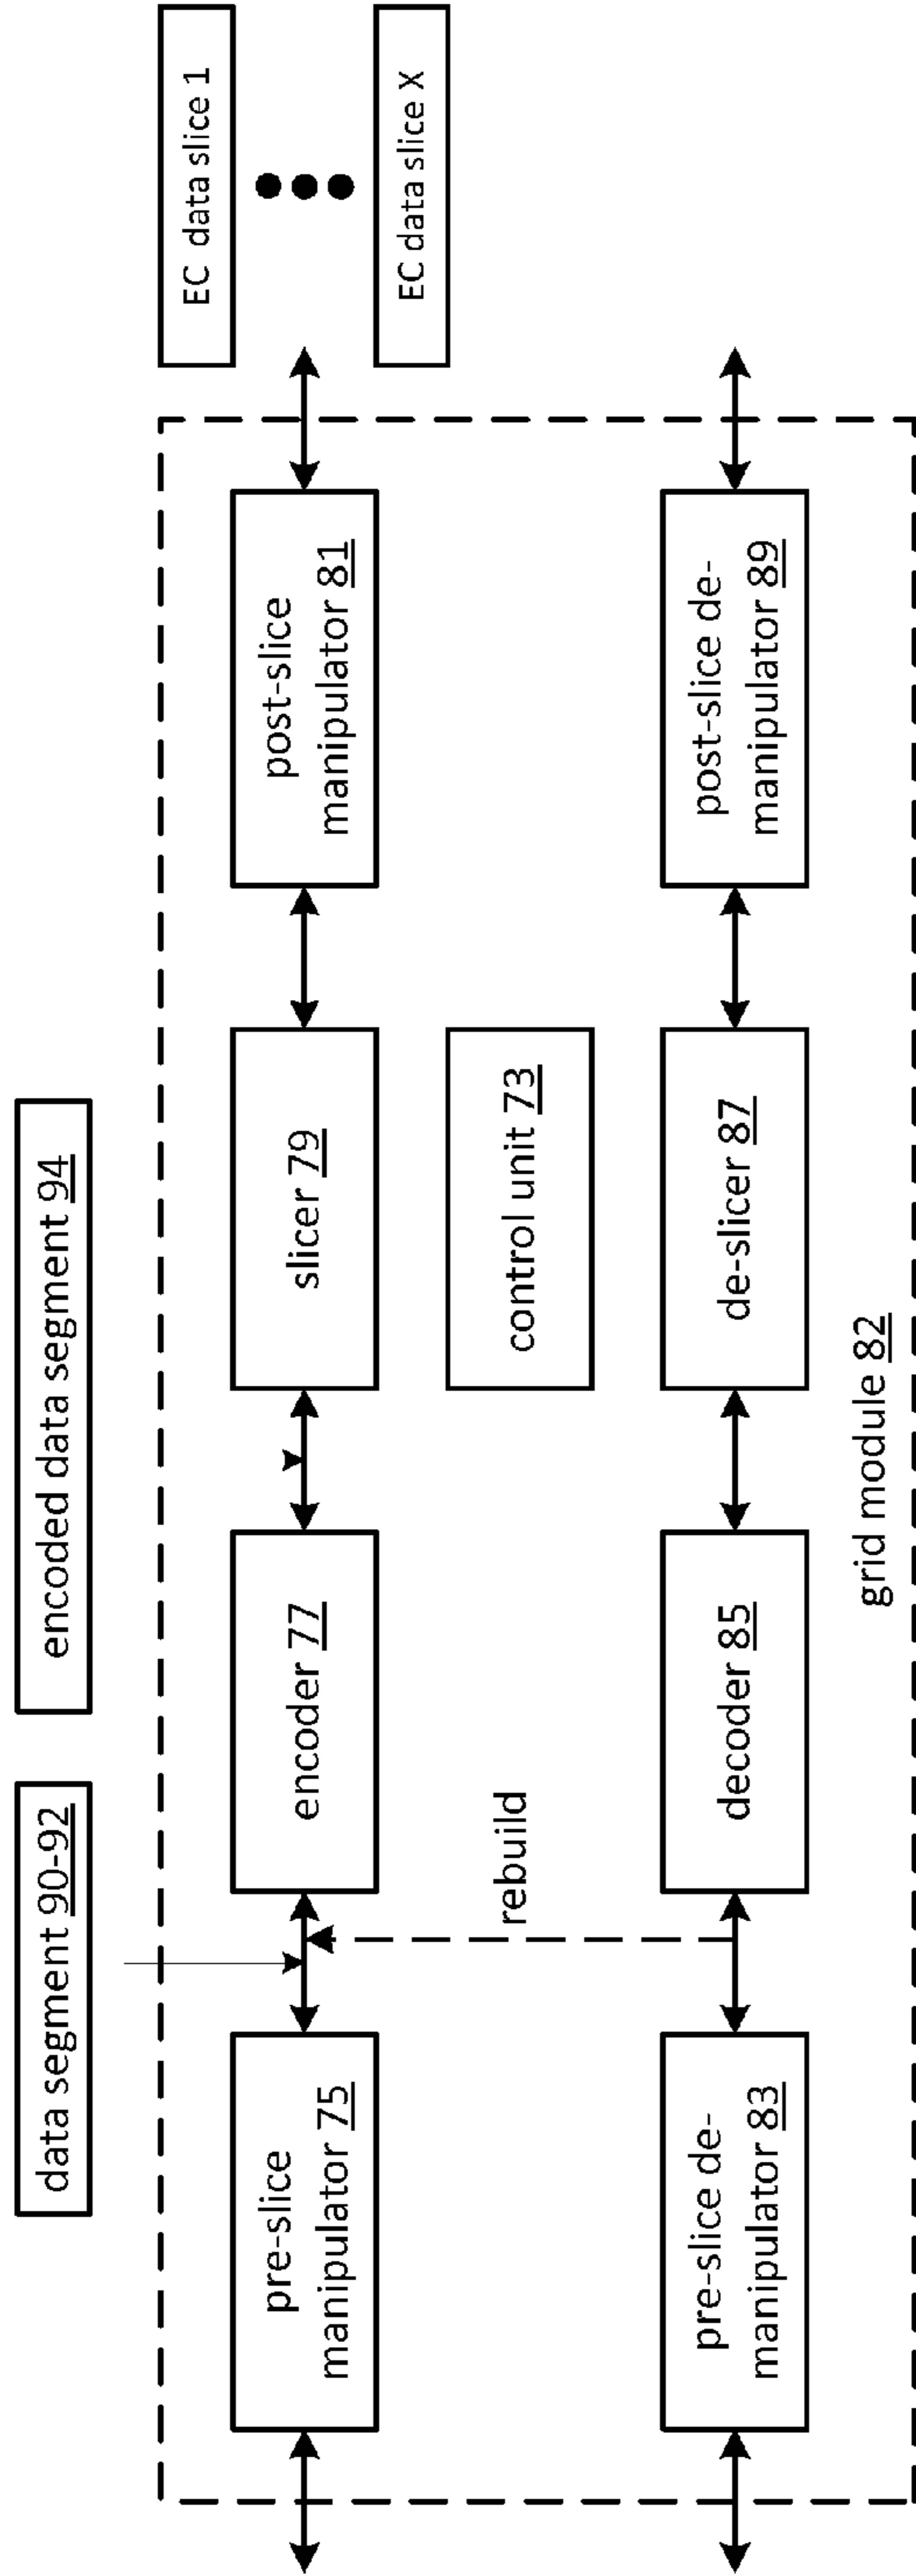 data segment 90-92
encoded data segment 94
EC data slice 1
EC data slice X
pre-slice
manipulator 75
encoder 77
slicer 79
post-slice
manipulator 81
rebuild
control unit 73
pre-slice de-
manipulator 83
decoder 85
de-slicer 87
post-slice de-
manipulator 89
grid module 82